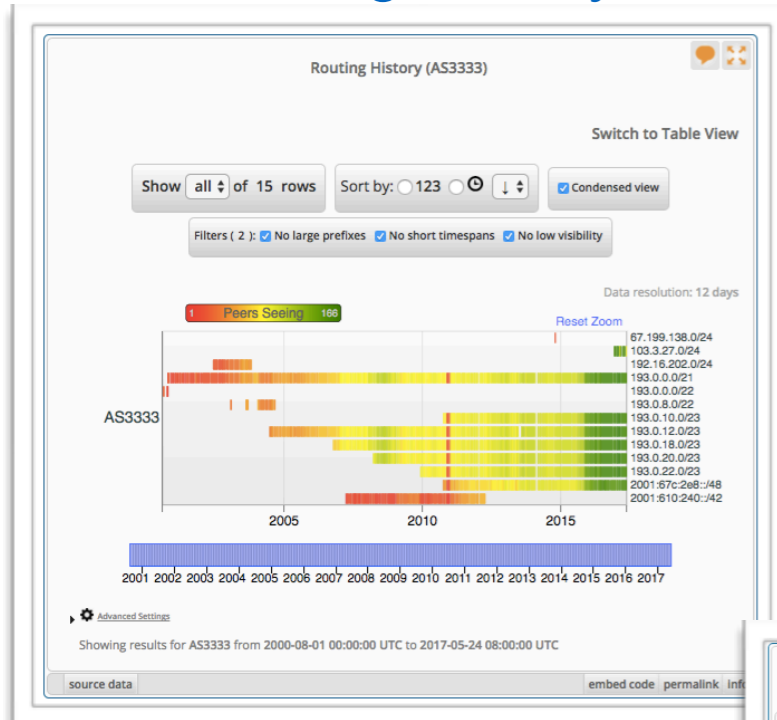 Routing History (AS3333)
Switch to Table View
Show all of 15 rows
Sort by: 123 ↓
Condensed view
Filters ( 2 ): No large prefixes No short timespans No low visibility
Data resolution: 12 days
1 Peers Seeing 166
Reset Zoom
67.199.138.0/24
103.3.27.0/24
192.16.202.0/24
193.0.0.0/21
193.0.0.0/22
193.0.8.0/22
AS3333
193.0.10.0/23
193.0.12.0/23
193.0.18.0/23
193.0.20.0/23
193.0.22.0/23
2001:67c:2e8::/48
2001:610:240::/42
2005 2010 2015
2001 2002 2003 2004 2005 2006 2007 2008 2009 2010 2011 2012 2013 2014 2015 2016 2017
Advanced Settings
Showing results for AS3333 from 2000-08-01 00:00:00 UTC to 2017-05-24 08:00:00 UTC
source data
embed code permalink info